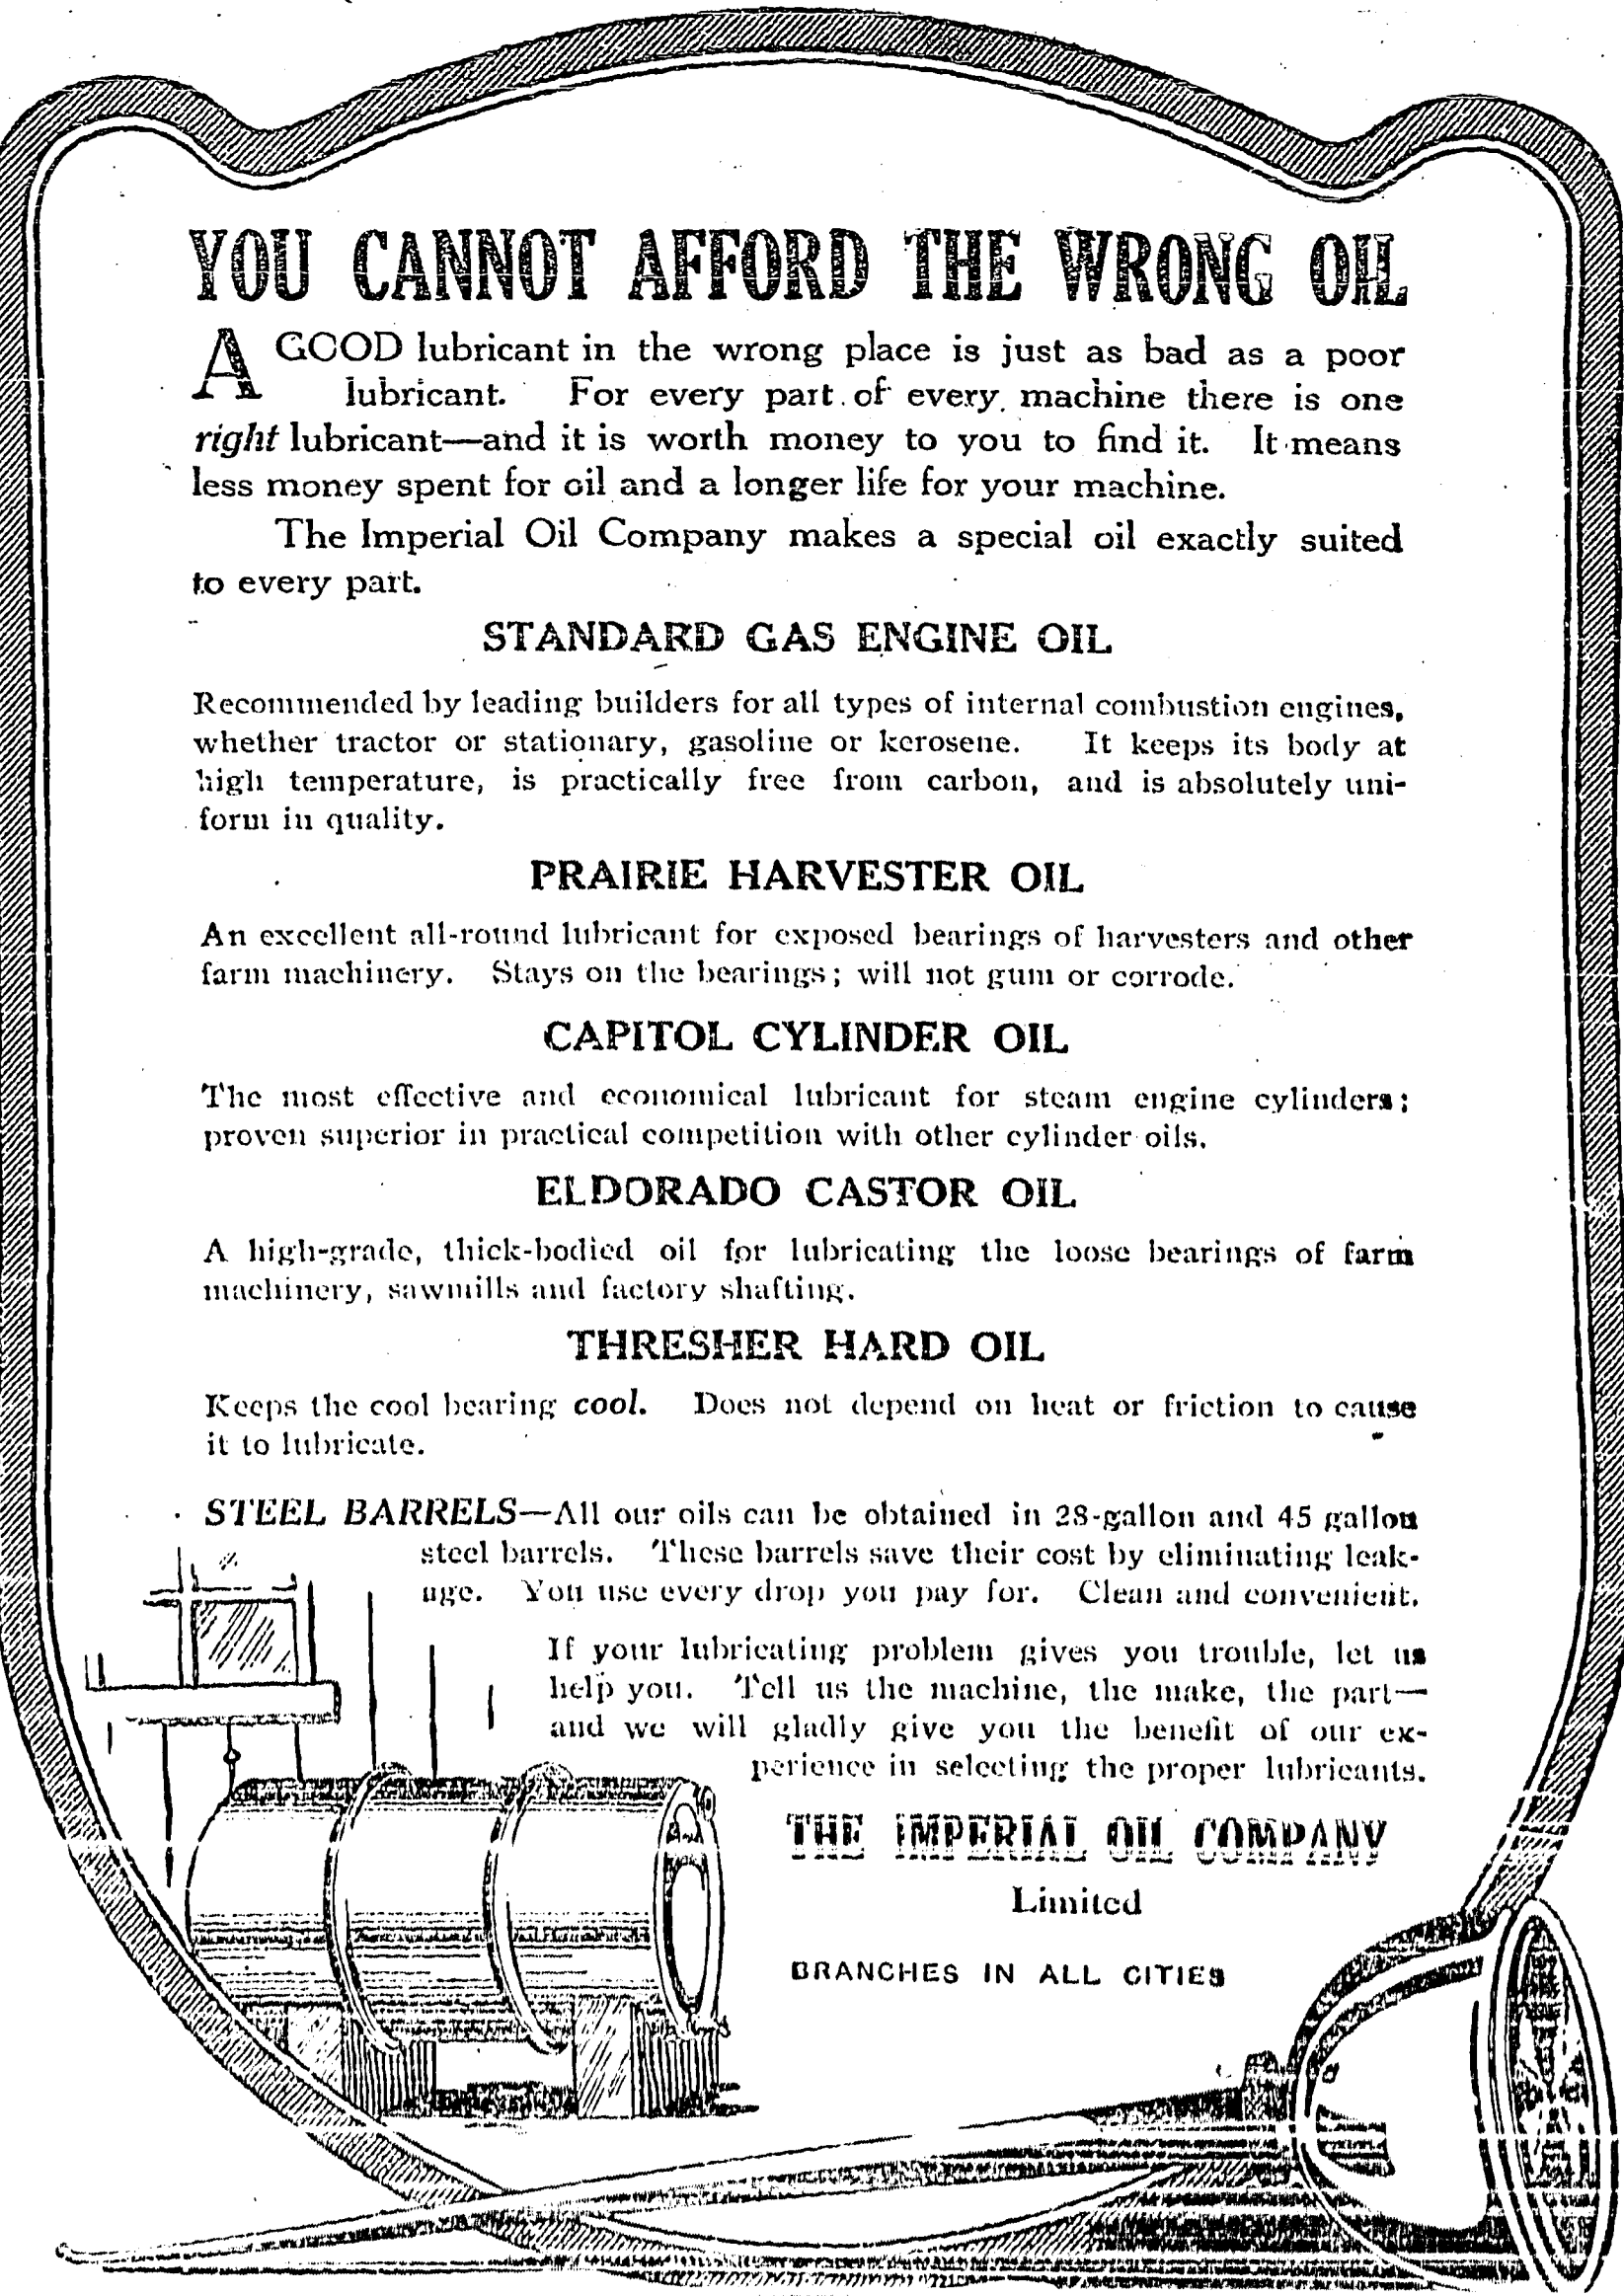 YOU CANNOT AFFORD THE WRONG OIL
A GOOD lubricant in the wrong place is just as bad as a poor
lubricant. For every part of every machine there is one
right lubricant—and it is worth money to you to find it. It means
less money spent for oil and a longer life for your machine.
The Imperial Oil Company makes a special oil exactly suited
to every part.
STANDARD GAS ENGINE OIL
Recommended by leading builders for all types of internal combustion engines,
whether tractor or stationary, gasoline or kerosene. It keeps its body at
high temperature, is practically free from carbon, and is absolutely uni-
form in quality.
PRAIRIE HARVESTER OIL
An excellent all-round lubricant for exposed bearings of harvesters and other
farm machinery. Stays on the bearings; will not gum or corrode.
CAPITOL CYLINDER OIL
The most effective and economical lubricant for steam engine cylinders;
proven superior in practical competition with other cylinder oils.
ELDORADO CASTOR OIL
A high-grade, thick-bodied oil for lubricating the loose bearings of farm
machinery, sawmills and factory shafting.
THRESHER HARD OIL
Keeps the cool bearing cool. Does not depend on heat or friction to cause
it to lubricate.
STEEL BARRELS—All our oils can be obtained in 28-gallon and 45 gallon
steel barrels. These barrels save their cost by eliminating leak-
age. You use every drop you pay for. Clean and convenient.
If your lubricating problem gives you trouble, let us
help you. Tell us the machine, the make, the part—
and we will gladly give you the benefit of our ex-
perience in selecting the proper lubricants.
THE IMPERIAL OIL COMPANY
Limited
BRANCHES IN ALL CITIES